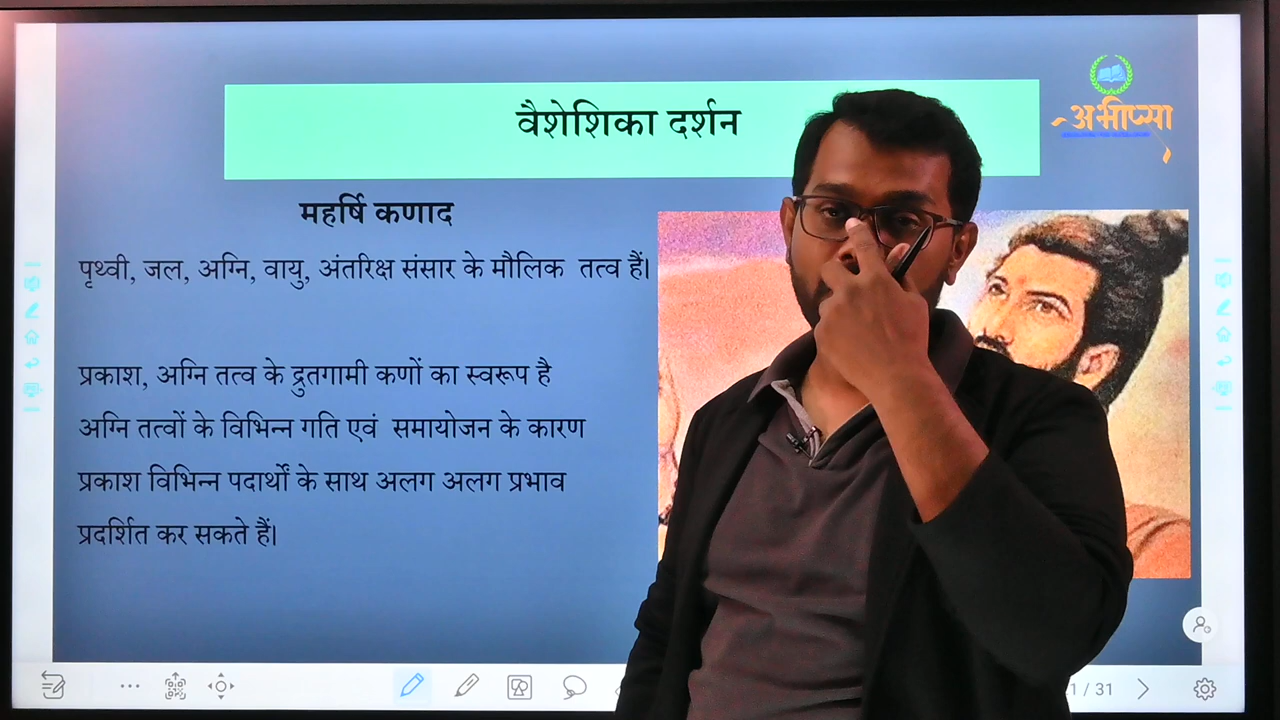 वैशेशिका दर्शन
अभीप्सा
महर्षि कणाद
पृथ्वी, जल, अग्नि, वायु, अंतरिक्ष संसार के मौलिक तत्व हैं।
प्रकाश, अग्नि तत्व के द्रुतगामी कणों का स्वरूप है
अग्नि तत्वों के विभिन्न गति एवं समायोजन के कारण
प्रकाश विभिन्न पदार्थों के साथ अलग अलग प्रभाव
प्रदर्शित कर सकते हैं।
1 / 31